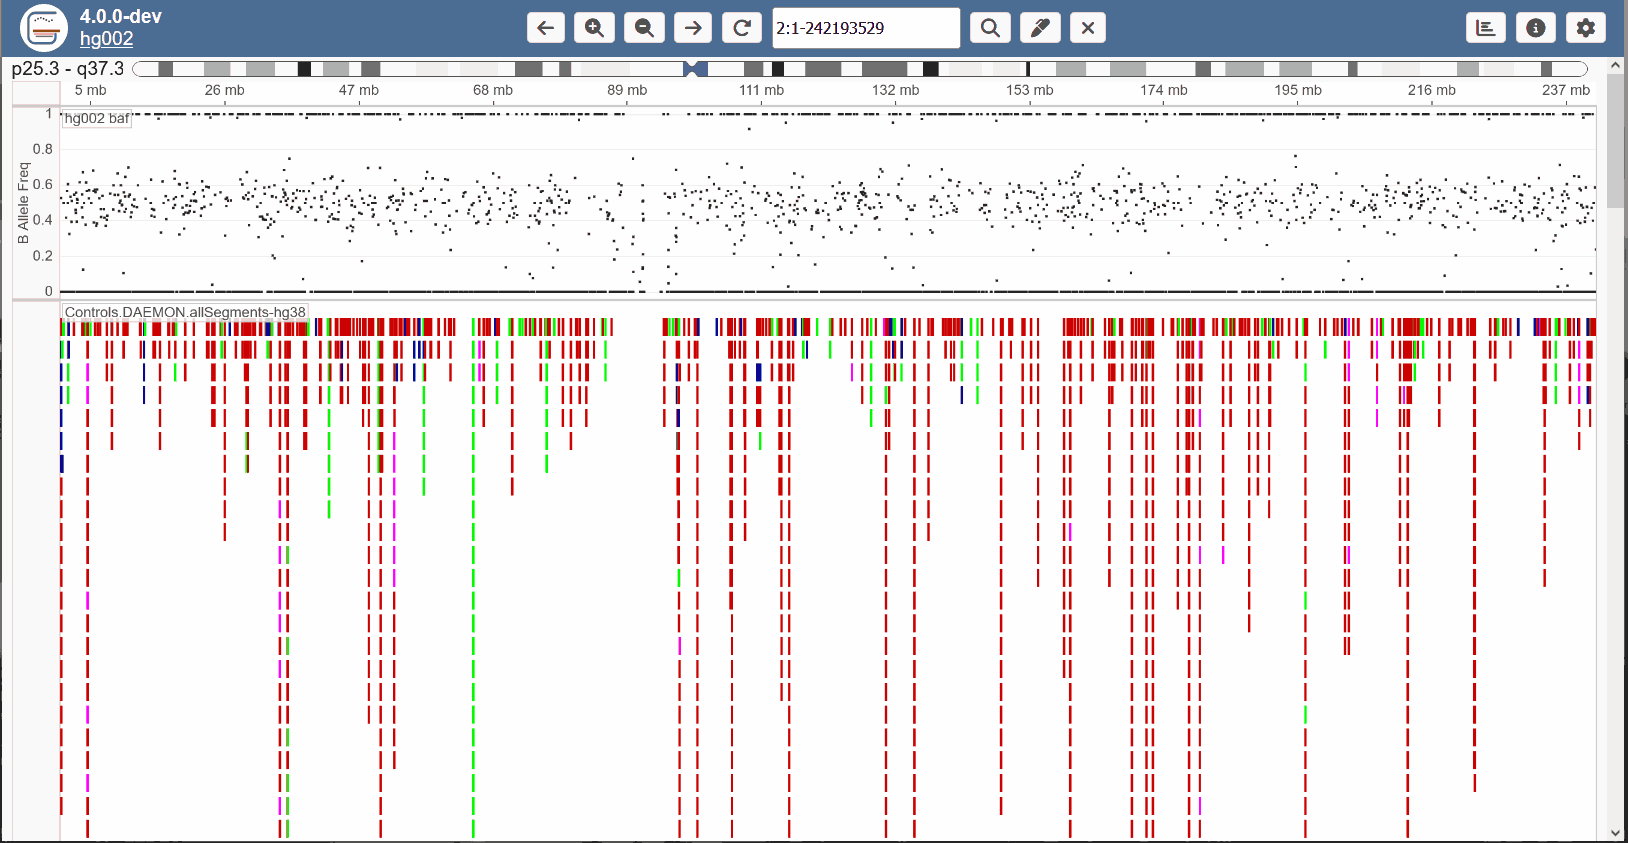 4.0.0-dev
hg002
2:1-242193529
p25.3 - q37.3
5 mb 26 mb 47 mb 68 mb 89 mb 111 mb 132 mb 153 mb 174 mb 195 mb 216 mb 237 mb
hg002 baf
B Allele Freq
1
0.8
0.6
0.4
0.2
0
Controls.DAEMON.allSegments-hg38